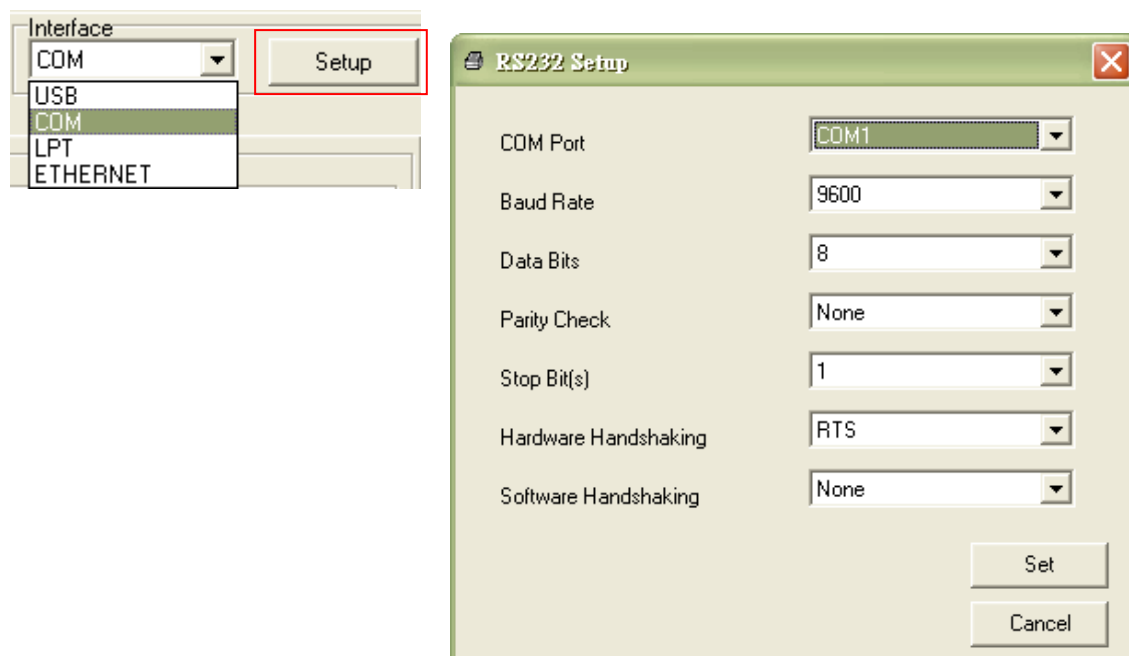 Interface
COM
Setup
USB
COM
LPT
ETHERNET
RS232 Setup
COM Port COM1
Baud Rate 9600
Data Bits 8
Parity Check None
Stop Bit(s) 1
Hardware Handshaking RTS
Software Handshaking None
Set
Cancel